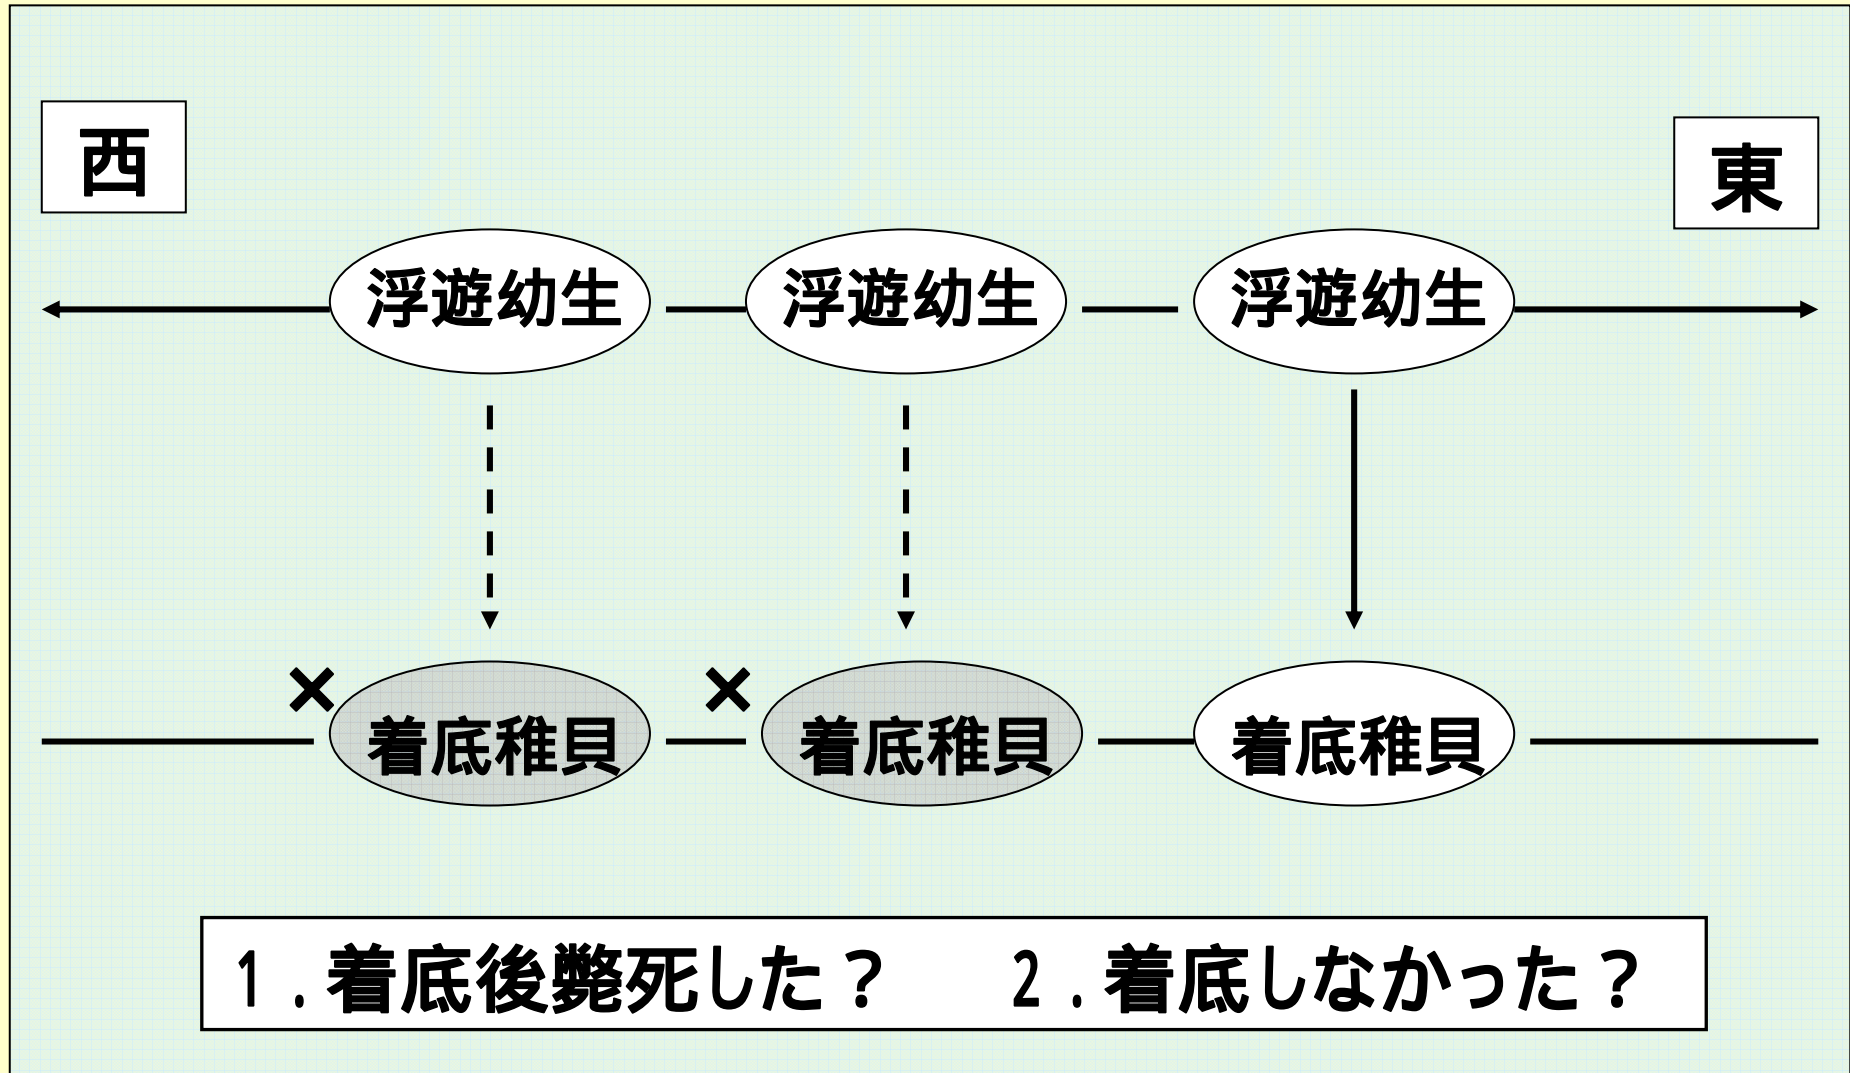 西
東
浮遊幼生 浮遊幼生 浮遊幼生
× ×
着底稚貝 着底稚貝 着底稚貝
1．着底後斃死した？ 2．着底しなかった？